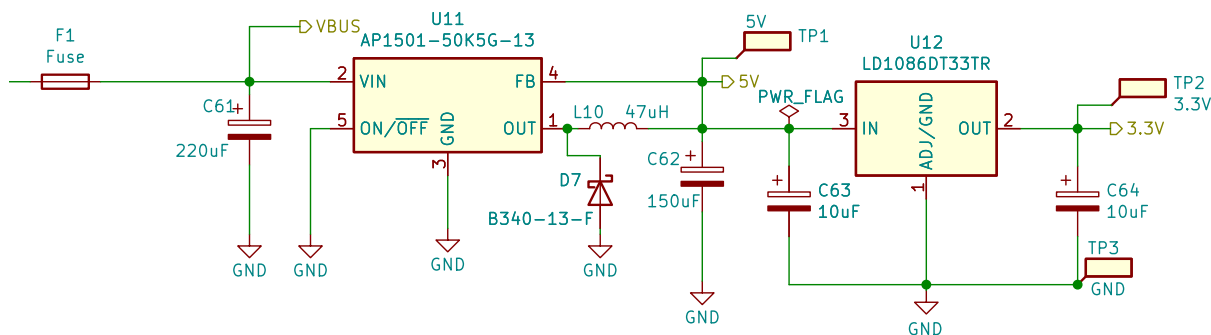 F1
Fuse
VBUS
C61
220uF
GND
U11
AP1501-50K5G-13
2
VIN
FB
4
5
ON/OFF
GND
OUT
1
3
GND
GND
L10
47uH
D7
B340-13-F
GND
5V
TP1
5V
PWR_FLAG
C62
150uF
GND
C63
10uF
U12
LD1086DT33TR
3
IN
ADJ/GND
OUT
2
1
GND
TP2
3.3V
3.3V
C64
10uF
TP3
GND